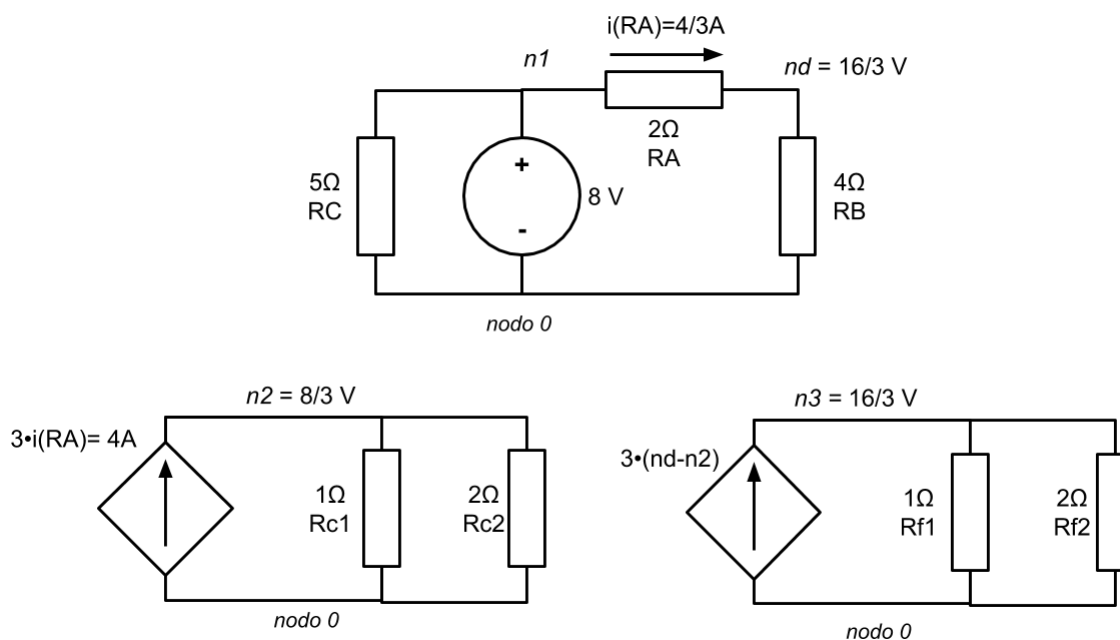 i(RA)=4/3A
n1
nd = 16/3 V
2Ω
RA
5Ω
RC
+
-
8 V
4Ω
RB
nodo 0
n2 = 8/3 V
3•i(RA)= 4A
1Ω
Rc1
2Ω
Rc2
nodo 0
n3 = 16/3 V
3•(nd-n2)
1Ω
Rf1
2Ω
Rf2
nodo 0